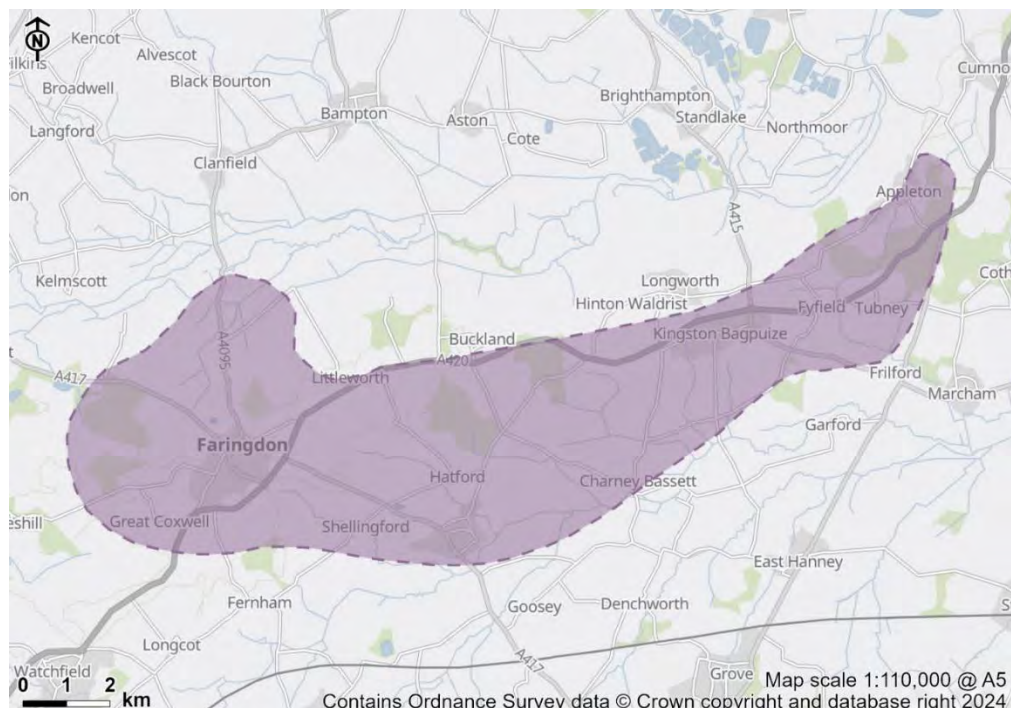 N
Kencot
Alvescot
Broadwell
Black Bourton
Langford
Bampton
Aston
Cote
Brighthampton
Standlake
Northmoor
Clanfield
Appleton
A415
Kelmscott
Longworth
Hinton Waldrist
A4095
Buckland
Kingston Bagpuize
Fyfield
Tubney
A417
A420
Littleworth
Frilford
Marcham
Faringdon
Garford
Hatford
Charney Bassett
Great Coxwell
Shellingford
East Hanney
Fernham
Goosey
Denchworth
Longcot
A417
Watchfield
Grove
0 1 2
km
Map scale 1:110,000 @ A5
Contains Ordnance Survey data © Crown copyright and database right 2024